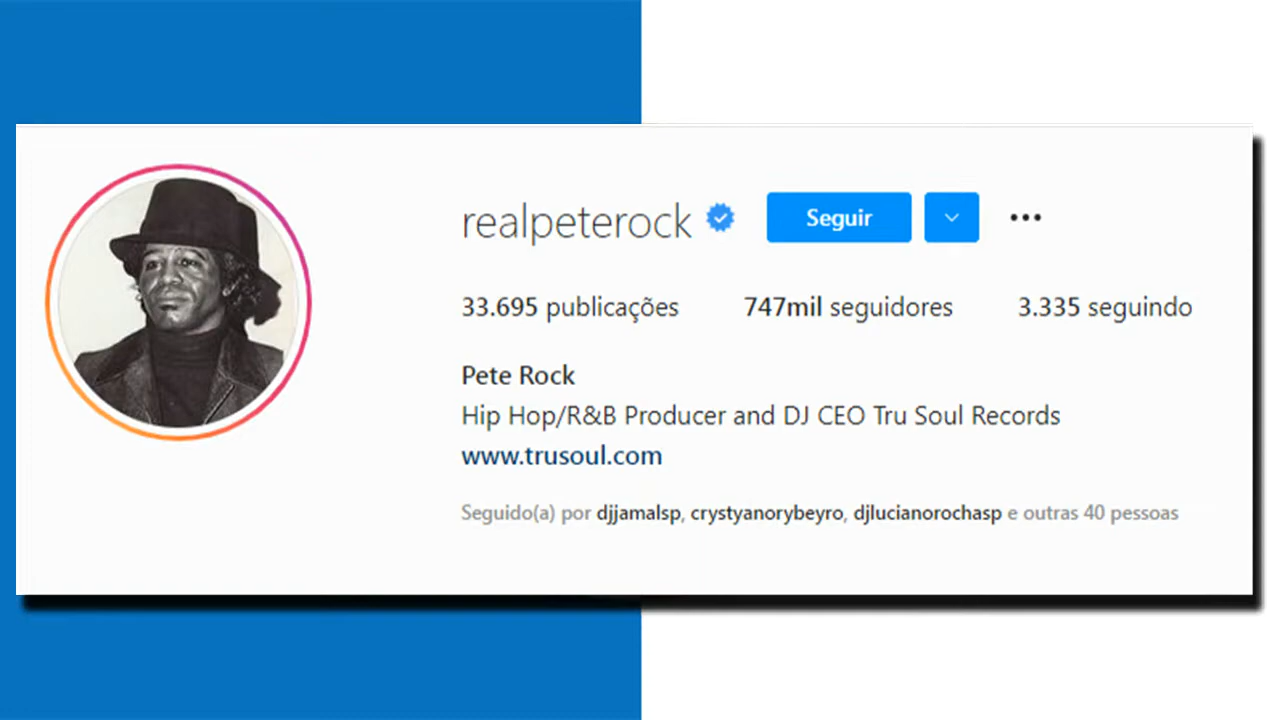 realpeterock Seguir
33.695 publicações 747mil seguidores 3.335 seguindo
Pete Rock
Hip Hop/R&B Producer and DJ CEO Tru Soul Records
www.trusoul.com
Seguido(a) por djjamalsp, crystyanorybeyro, djlucianorochasp e outras 40 pessoas